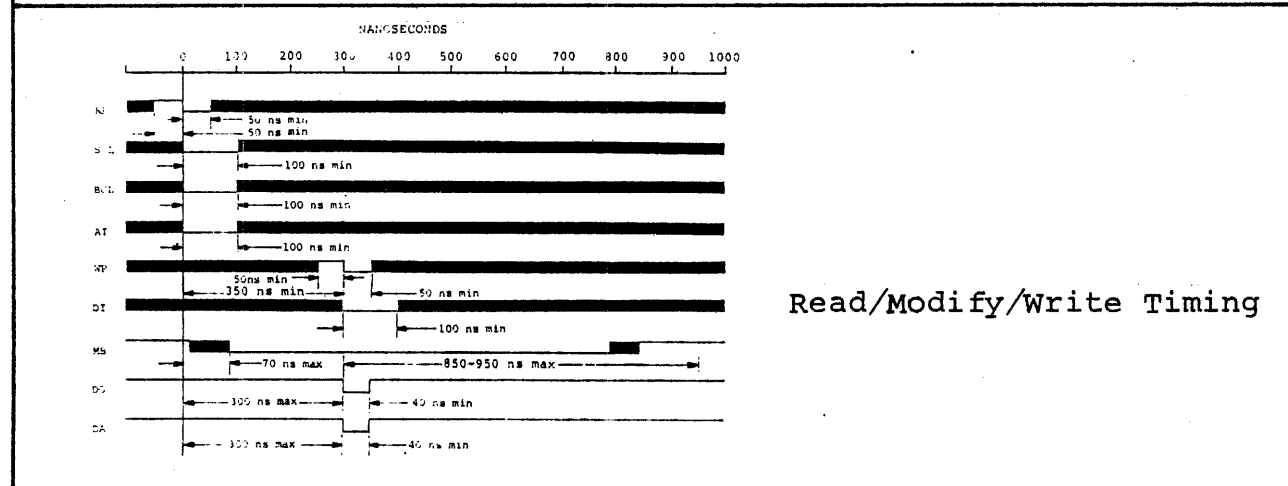 NANOSECONDS
0 100 200 300 400 500 600 700 800 900 1000
50 ns min
50 ns min
100 ns min
BCL
100 ns min
AI
100 ns min
50ns min
350 ns min
50 ns min
DI
100 ns min
Read/Modify/Write Timing
MB
70 ns max
850-950 ns max
DO
300 ns max
40 ns min
DA
300 ns max
40 ns min